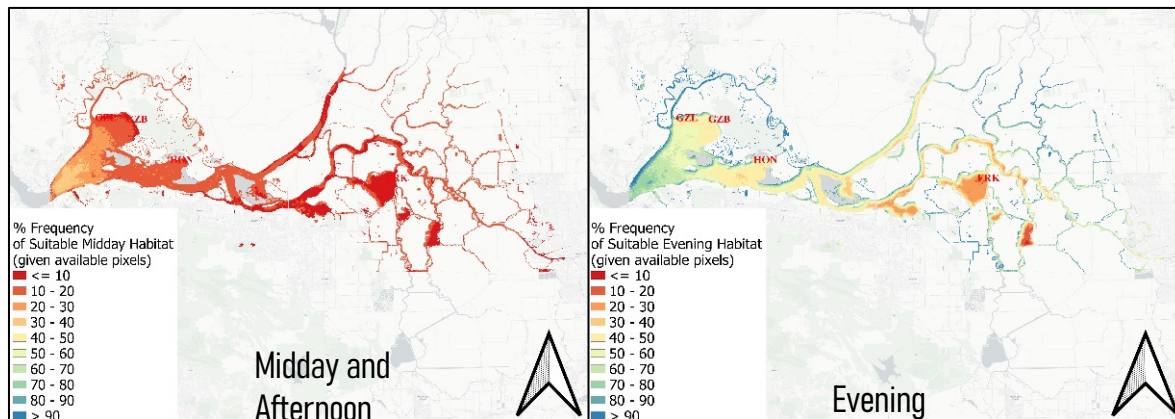 GZL GZB
HON
FRK
% Frequency
of Suitable Midday Habitat
(given available pixels)
<= 10
10 - 20
20 - 30
30 - 40
40 - 50
50 - 60
60 - 70
70 - 80
80 - 90
> 90
Midday and
Afternoon
GZL GZB
HON
FRK
% Frequency
of Suitable Evening Habitat
(given available pixels)
<= 10
10 - 20
20 - 30
30 - 40
40 - 50
50 - 60
60 - 70
70 - 80
80 - 90
> 90
Evening